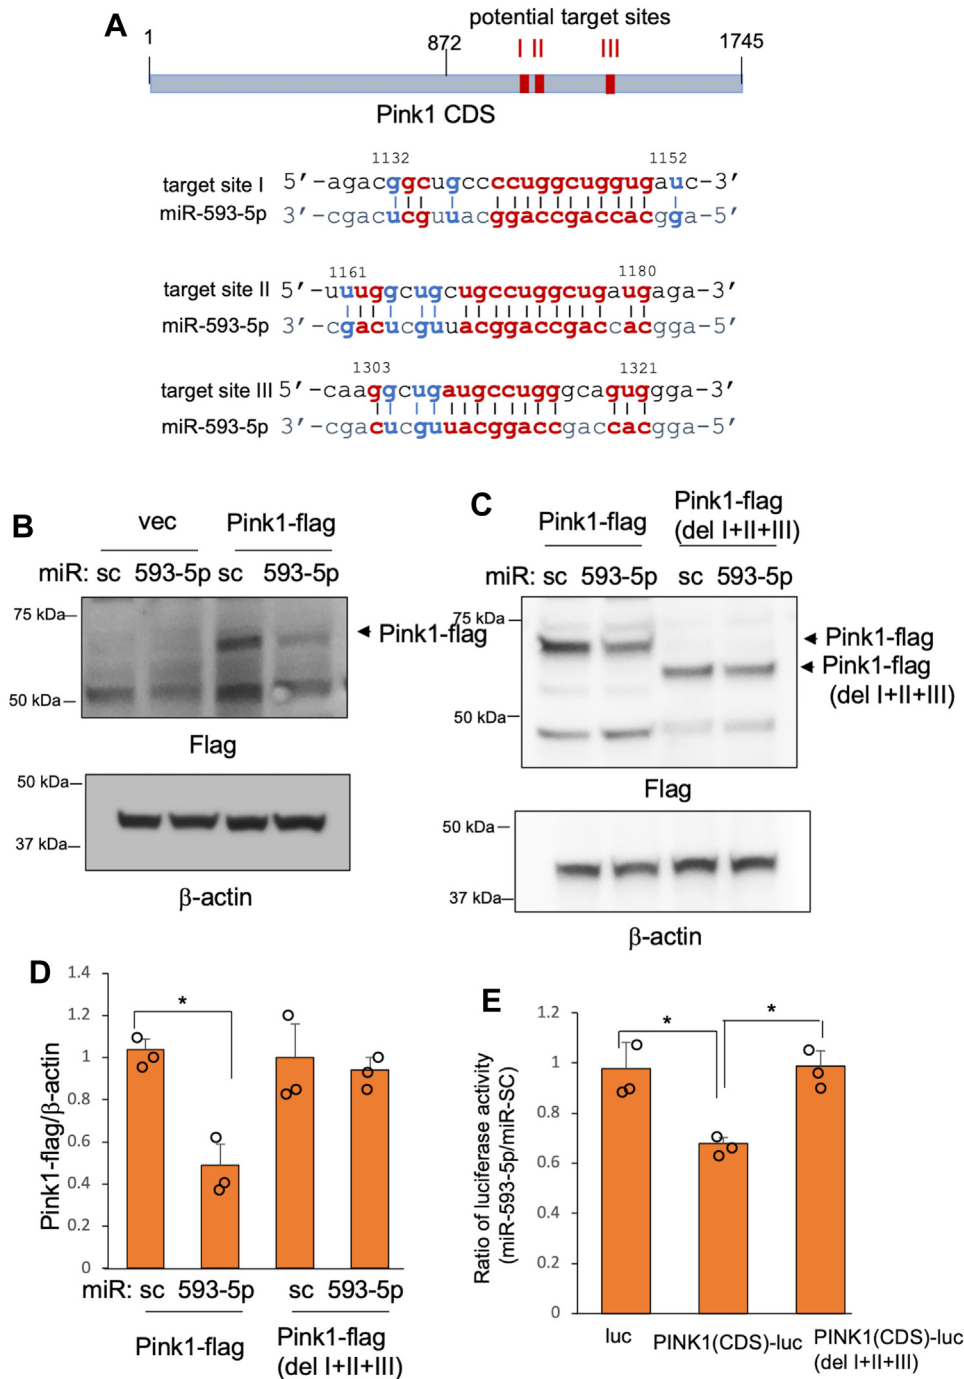 A
potential target sites
1 872 I II III 1745
Pink1 CDS
1132 1152
target site I 5'-agacggcugccccuggcuggugauc-3'
miR-593-5p 3'-cgacucguuacggaccgaccacgga-5'
1161 1180
target site II 5'-uuuggcugcugccuggcugaugaga-3'
miR-593-5p 3'-cgacucguuacggaccgaccacgga-5'
1303 1321
target site III 5'-caaggcugaugccugggcaguggga-3'
miR-593-5p 3'-cgacucguuacggaccgaccacgga-5'
B
vec Pink1-flag
miR: sc 593-5p sc 593-5p
75 kDa
Pink1-flag
50 kDa
Flag
50 kDa
37 kDa
β-actin
C
Pink1-flag Pink1-flag
(del I+II+III)
miR: sc 593-5p sc 593-5p
75 kDa
Pink1-flag
Pink1-flag
(del I+II+III)
50 kDa
Flag
50 kDa
37 kDa
β-actin
D
Pink1-flag/β-actin
1.4
1.2
1
0.8
0.6
0.4
0.2
0
*
miR: sc 593-5p sc 593-5p
Pink1-flag Pink1-flag
(del I+II+III)
E
Ratio of luciferase activity
(miR-593-5p/miR-SC)
1.2
1
0.8
0.6
0.4
0.2
0
* *
luc PINK1(CDS)-luc PINK1(CDS)-luc
(del I+II+III)